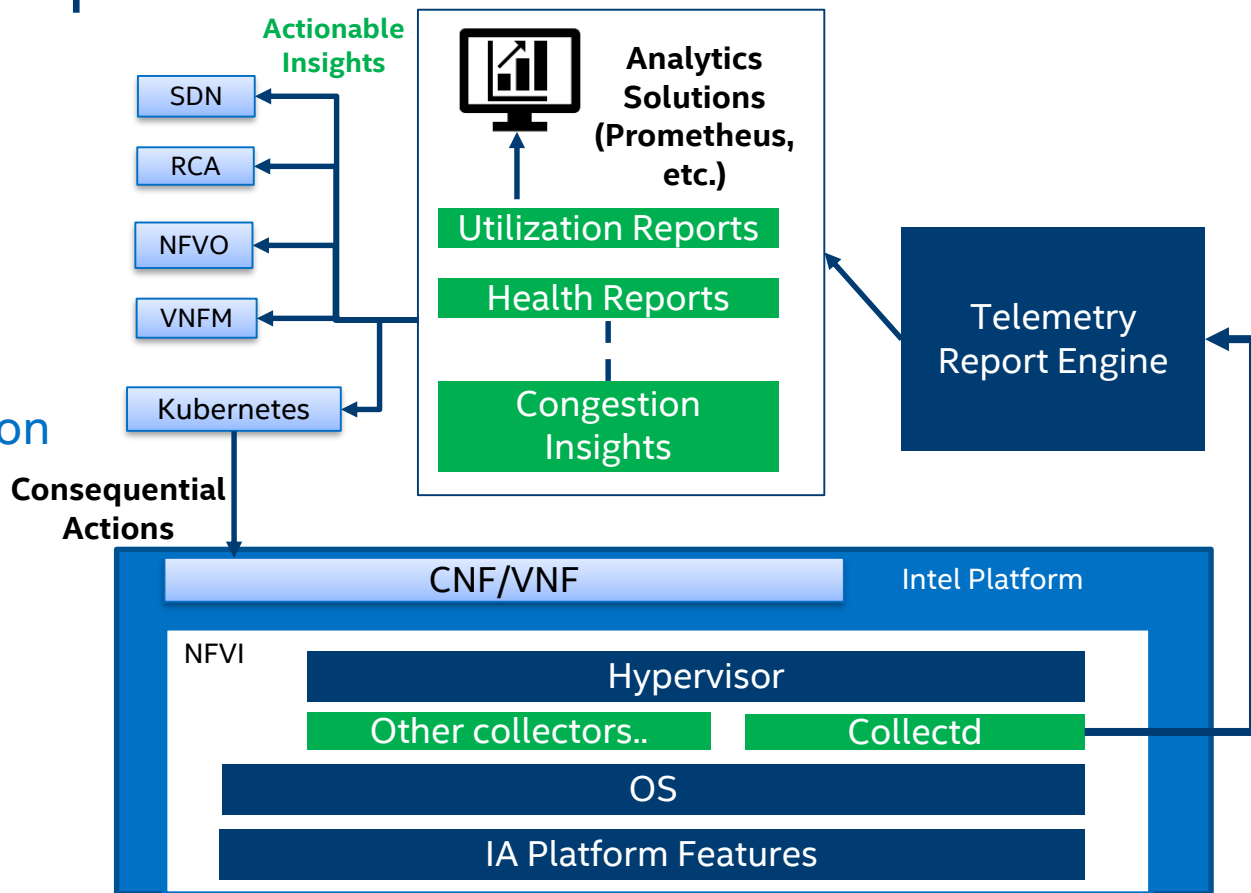 Actionable
Insights
SDN
RCA
NFVO
VNFM
Kubernetes
on
Consequential
Actions
Analytics
Solutions
(Prometheus,
etc.)
Utilization Reports
Health Reports
Congestion
Insights
Telemetry
Report Engine
CNF/VNF
Intel Platform
NFVI
Hypervisor
Other collectors..
Collectd
OS
IA Platform Features